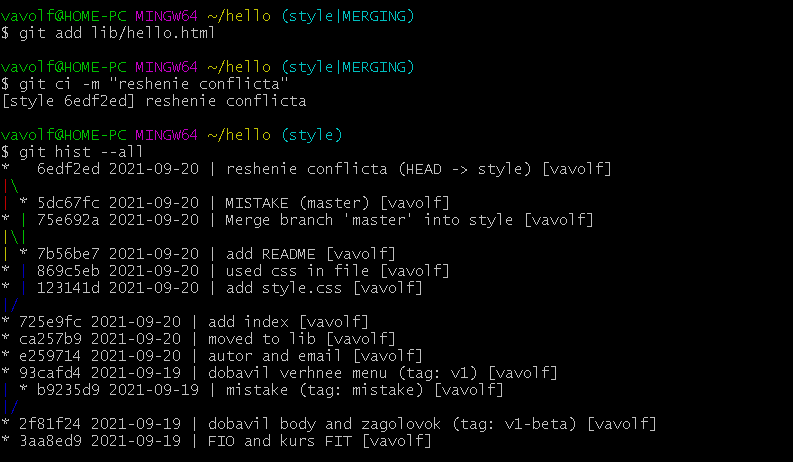 vavolf@HOME-PC MINGW64 ~/hello (style|MERGING)
$ git add lib/hello.html

vavolf@HOME-PC MINGW64 ~/hello (style|MERGING)
$ git ci -m "reshenie conflicta"
[style 6edf2ed] reshenie conflicta

vavolf@HOME-PC MINGW64 ~/hello (style)
$ git hist --all
*   6edf2ed 2021-09-20 | reshenie conflicta (HEAD -> style) [vavolf]
|\
| * 5dc67fc 2021-09-20 | MISTAKE (master) [vavolf]
* | 75e692a 2021-09-20 | Merge branch 'master' into style [vavolf]
|\|
| * 7b56be7 2021-09-20 | add README [vavolf]
* | 869c5eb 2021-09-20 | used css in file [vavolf]
* | 123141d 2021-09-20 | add style.css [vavolf]
|/
* 725e9fc 2021-09-20 | add index [vavolf]
* ca257b9 2021-09-20 | moved to lib [vavolf]
* e259714 2021-09-20 | autor and email [vavolf]
* 93cafd4 2021-09-19 | dobavil verhnee menu (tag: v1) [vavolf]
| * b9235d9 2021-09-19 | mistake (tag: mistake) [vavolf]
|/
* 2f81f24 2021-09-19 | dobavil body and zagolovok (tag: v1-beta) [vavolf]
* 3aa8ed9 2021-09-19 | FIO and kurs FIT [vavolf]